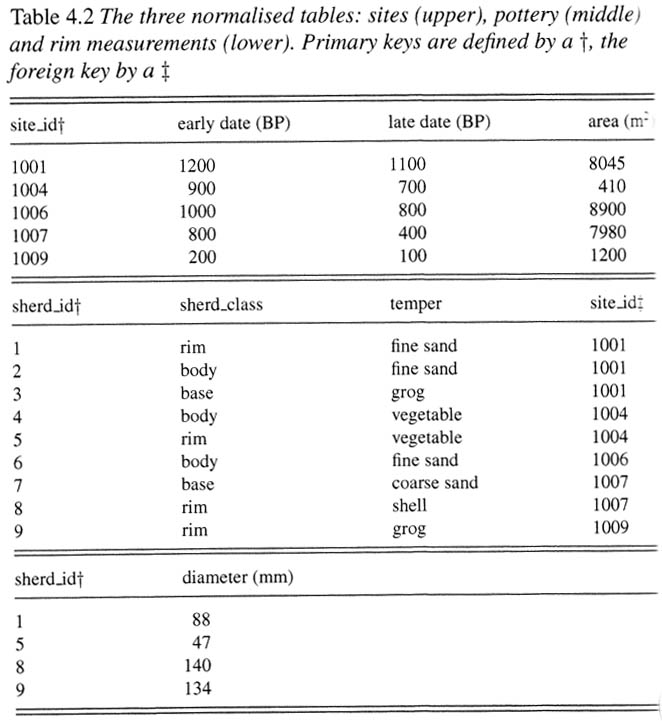 Table 4.2 The three normalised tables: sites (upper), pottery (middle)
and rim measurements (lower). Primary keys are defined by a †, the
foreign key by a ‡
site_id† early date (BP) late date (BP) area (m²
1001 1200 1100 8045
1004 900 700 410
1006 1000 800 8900
1007 800 400 7980
1009 200 100 1200
sherd_id† sherd_class temper site_id‡
1 rim fine sand 1001
2 body fine sand 1001
3 base grog 1001
4 body vegetable 1004
5 rim vegetable 1004
6 body fine sand 1006
7 base coarse sand 1007
8 rim shell 1007
9 rim grog 1009
sherd_id† diameter (mm)
1 88
5 47
8 140
9 134